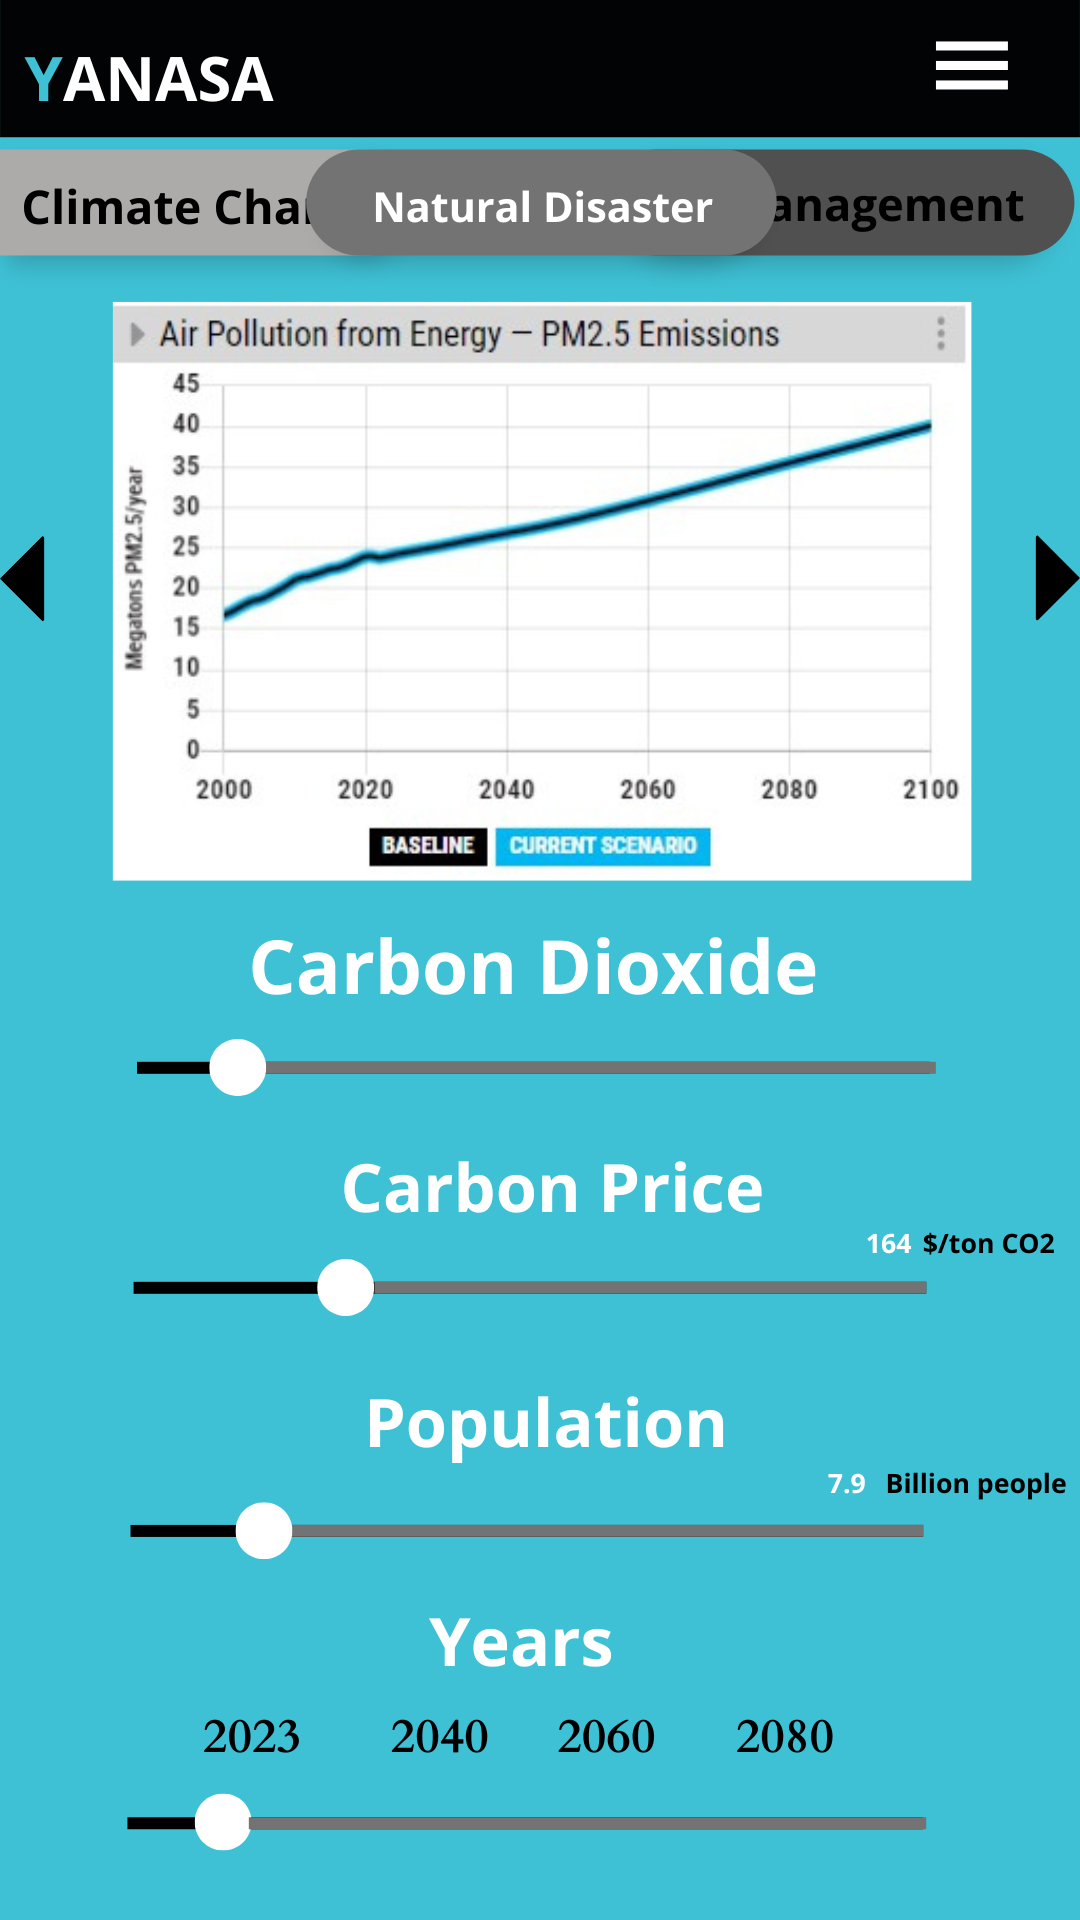 YANASA
Climate Cha
Natural Disaster
anagement
Air Pollution from Energy — PM2.5 Emissions
Megatons PM2.5/year
45
40
35
30
25
20
15
10
5
0
2000 2020 2040 2060 2080 2100
BASELINE CURRENT SCENARIO
Carbon Dioxide
Carbon Price
164 $/ton CO2
Population
7.9 Billion people
Years
2023 2040 2060 2080